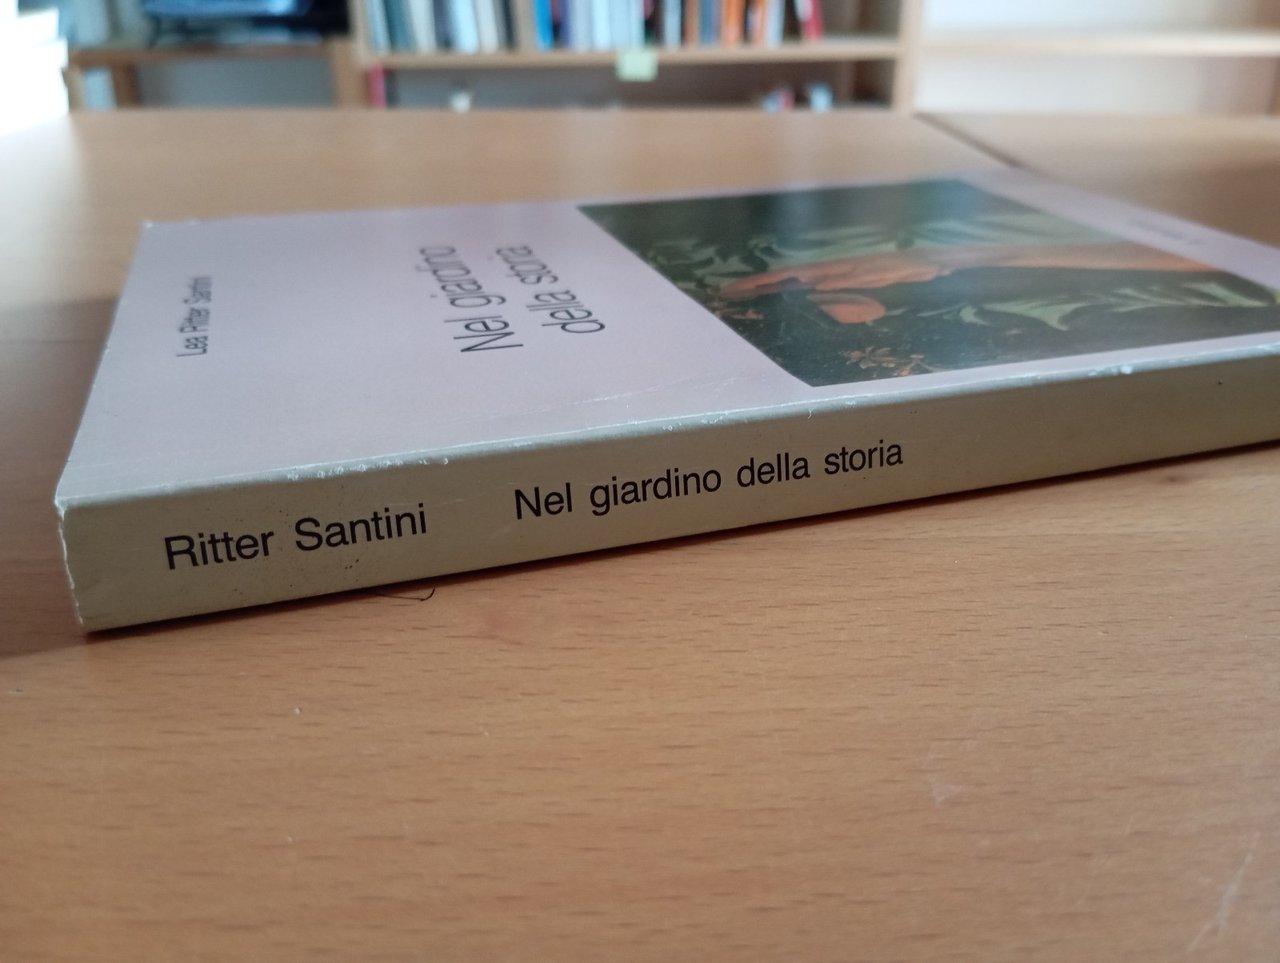 Lea Ritter Santini
Nel giardino
della storia
Ritter Santini Nel giardino della storia